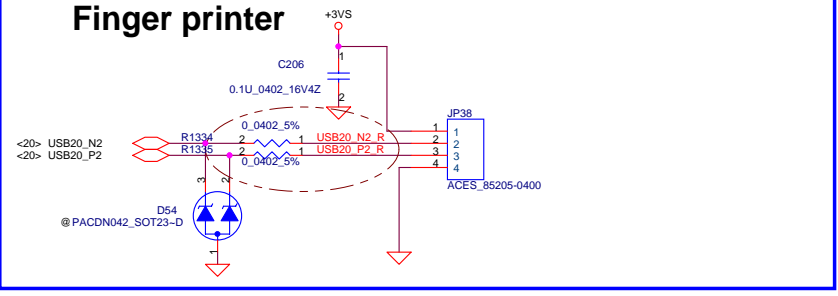 Finger printer
+3VS
1
C206
0.1U_0402_16V4Z
2
JP38
0_0402_5%
1
1
<20> USB20_N2
R1334
2
1
USB20_N2_R
2
2
<20> USB20_P2
R1335
2
1
USB20_P2_R
3
3
0_0402_5%
4
4
ACES_85205-0400
3
2
D54
@PACDN042_SOT23~D
1